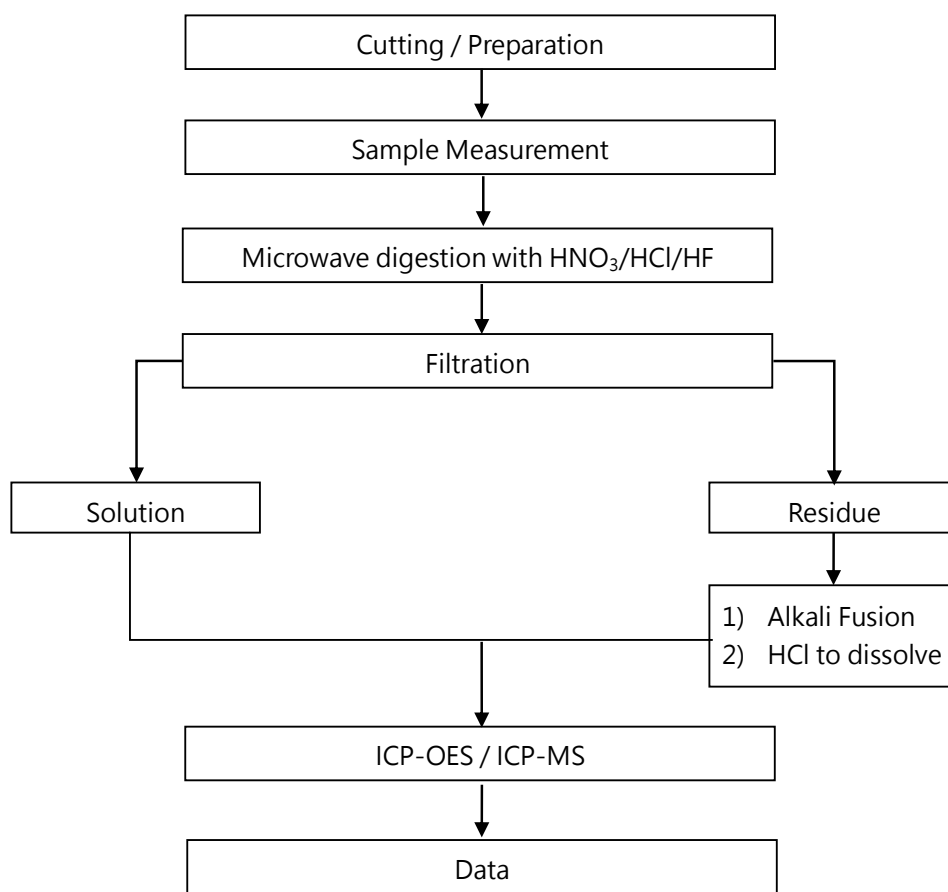 Cutting / Preparation
Sample Measurement
Microwave digestion with HNO₃/HCl/HF
Filtration
Solution
Residue
1) Alkali Fusion
2) HCl to dissolve
ICP-OES / ICP-MS
Data